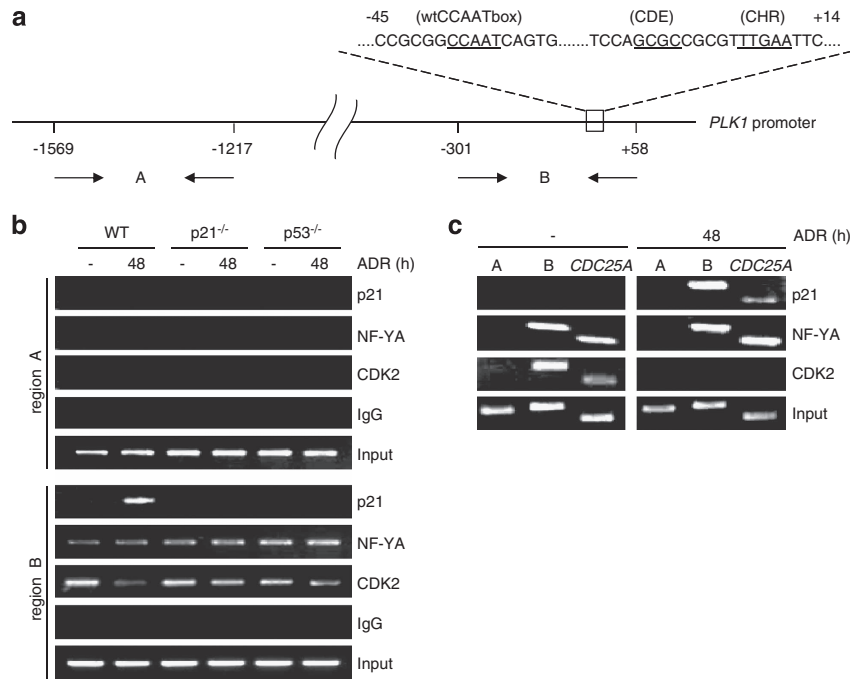 a
-45 (wtCCAATbox) (CDE) (CHR) +14
....CCGCGGCCAATCAGTG.......TCCAGCGCCGCGTTTGAATTC....
PLK1 promoter
-1569 -1217 -301 +58
A B
b
WT p21-/- p53-/-
- 48 - 48 - 48 ADR (h)
region A
p21
NF-YA
CDK2
IgG
Input
region B
p21
NF-YA
CDK2
IgG
Input
c
- 48 ADR (h)
A B CDC25A A B CDC25A
p21
NF-YA
CDK2
Input